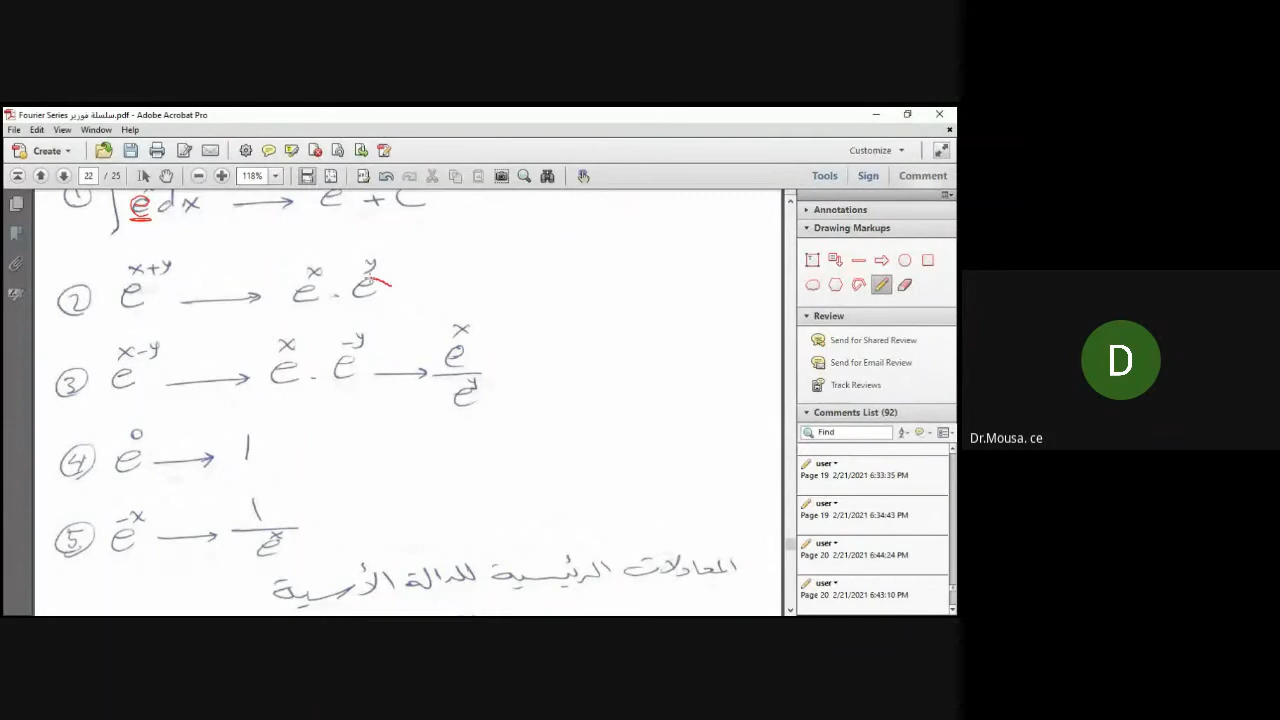 Fourier Series سلسلة فورير.pdf - Adobe Acrobat Pro
File Edit View Window Help
Create Customize
22 / 25 118% Tools Sign Comment
① ∫ e^x dx → e^x + C
② e^{x+y} → e^x . e^y
③ e^{x-y} → e^x . e^{-y} → e^x / e^y
④ e^0 → 1
⑤ e^{-x} → 1 / e^x
المعادلات الرئيسية للدالة الأسية
Annotations
Drawing Markups
Review
Send for Shared Review
Send for Email Review
Track Reviews
Comments List (92)
Find
user
Page 19 2/21/2021 6:33:35 PM
user
Page 19 2/21/2021 6:34:43 PM
user
Page 20 2/21/2021 6:44:24 PM
user
Page 20 2/21/2021 6:43:10 PM
D
Dr.Mousa. ce